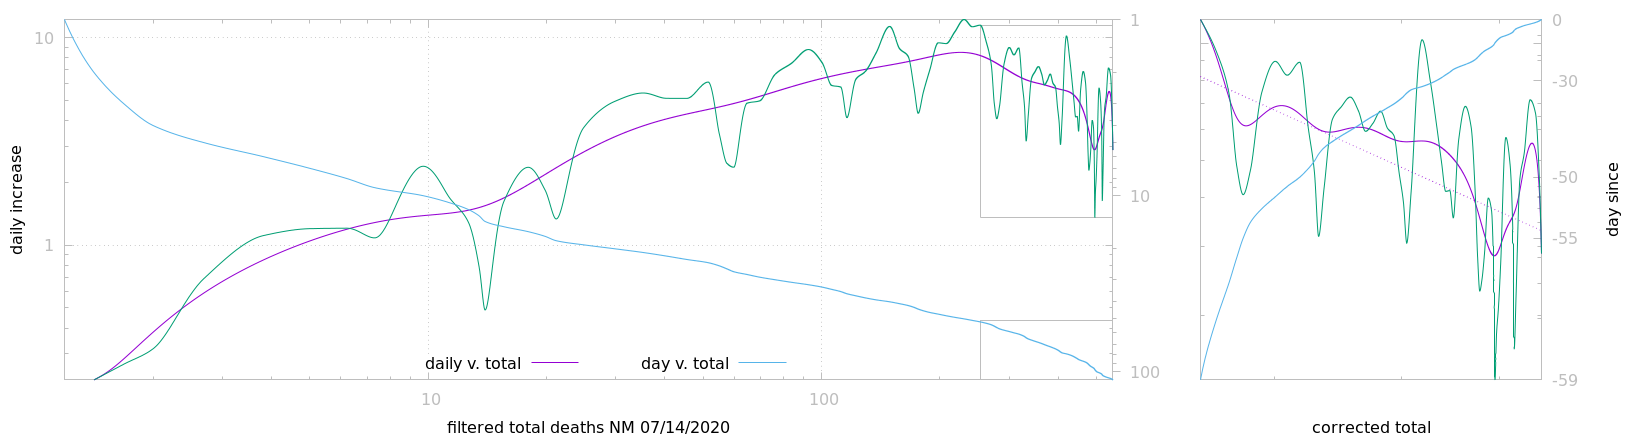 10
1
daily increase
daily v. total
day v. total
10
100
filtered total deaths NM 07/14/2020
1
10
100
0
-30
-50
-55
-59
day since
corrected total